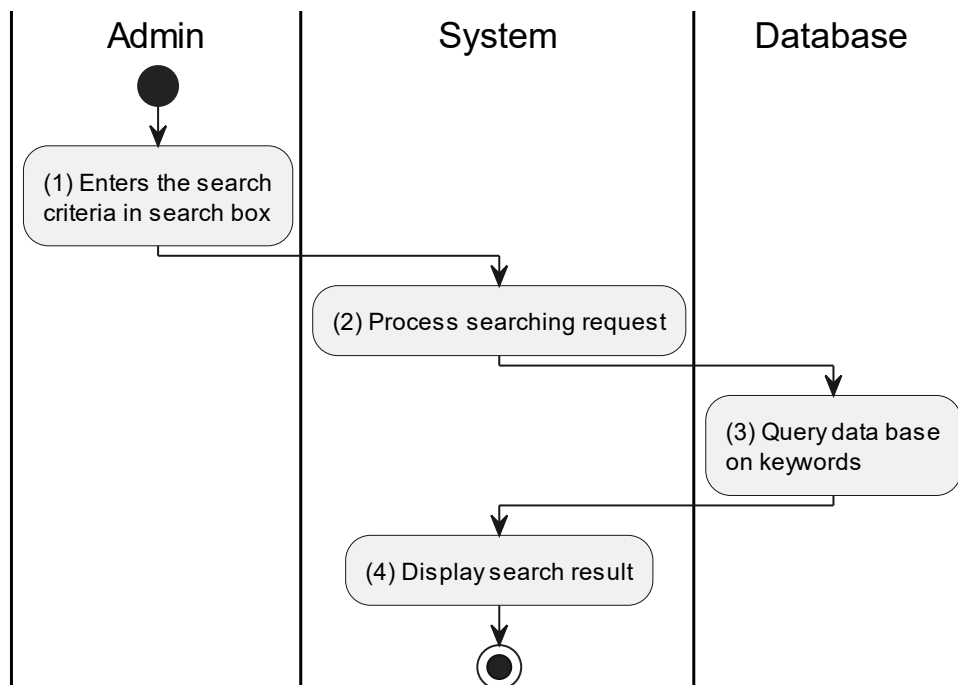 Admin
System
Database
(1) Enters the search
criteria in search box
(2) Process searching request
(3) Query data base
on keywords
(4) Display search result